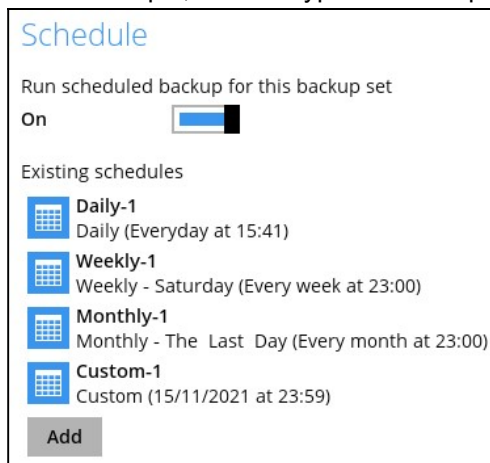 Schedule
Run scheduled backup for this backup set
On
Existing schedules
Daily-1
Daily (Everyday at 15:41)
Weekly-1
Weekly - Saturday (Every week at 23:00)
Monthly-1
Monthly - The Last Day (Every month at 23:00)
Custom-1
Custom (15/11/2021 at 23:59)
Add